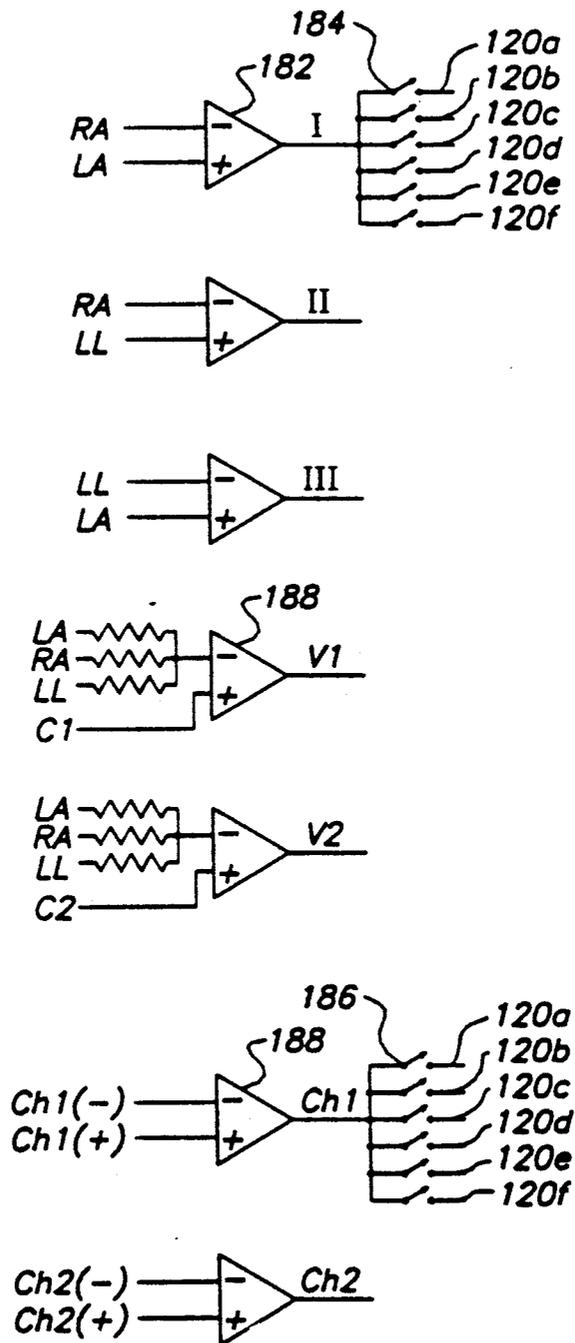 184
120a
182
120b
RA − I 120c
LA + 120d
120e
120f
RA − II
LL +
LL − III
LA +
188
LA
RA − V1
LL +
C1
LA
RA − V2
LL +
C2
186
120a
188
120b
Ch1(−) − Ch1 120c
Ch1(+) + 120d
120e
120f
Ch2(−) − Ch2
Ch2(+) +